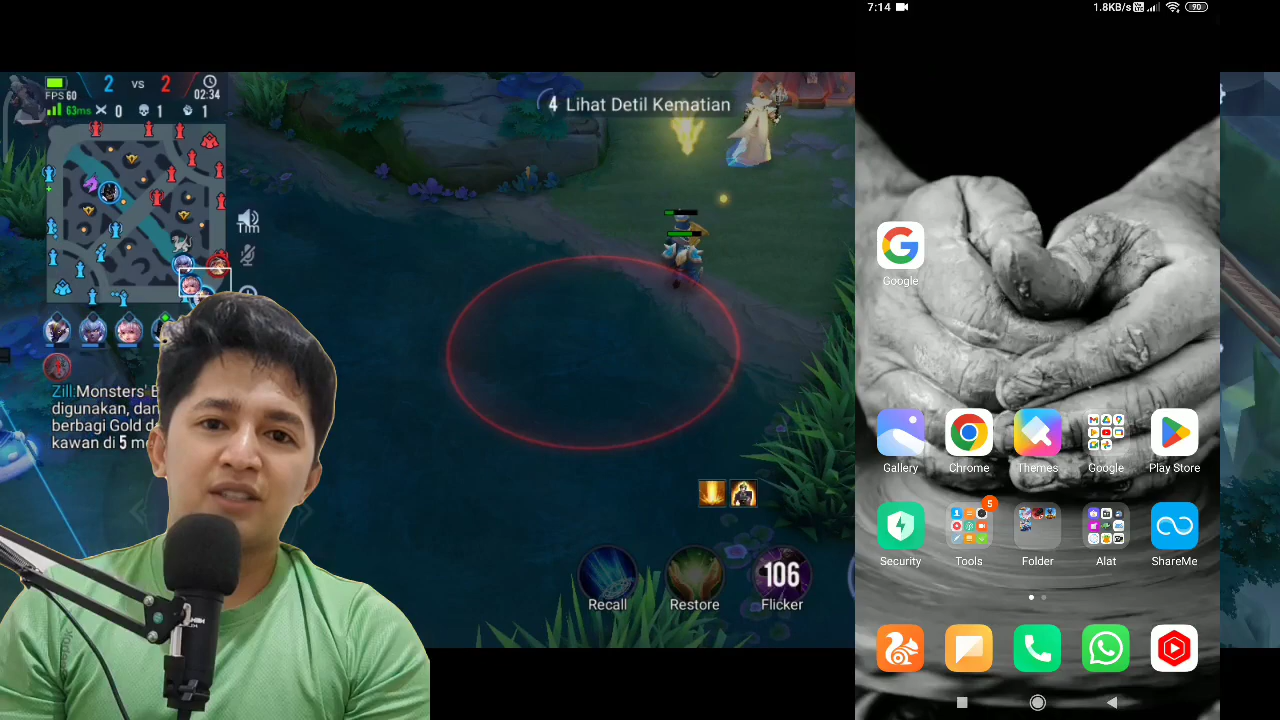 FPS 60
63ms
2 vs 2
02:34
0 1 1
4 Lihat Detil Kematian
Tim
Zill:Monsters' B
digunakan, dan
berbagi Gold d
kawan di 5 m
Recall
Restore
106
Flicker
7:14
1.8KB/s
90
Google
Gallery
Chrome
Themes
Google
Play Store
5
Security
Tools
Folder
Alat
ShareMe